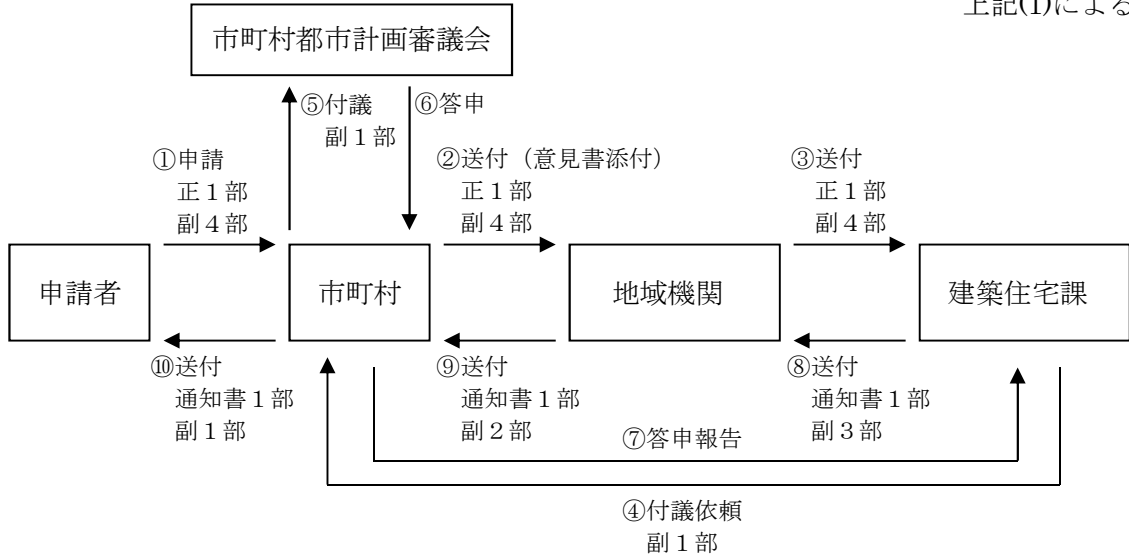 上記(1)による
市町村都市計画審議会
⑤付議
副１部
⑥答申
①申請
正１部
副４部
②送付（意見書添付）
正１部
副４部
③送付
正１部
副４部
申請者
市町村
地域機関
建築住宅課
⑩送付
通知書１部
副１部
⑨送付
通知書１部
副２部
⑧送付
通知書１部
副３部
⑦答申報告
④付議依頼
副１部